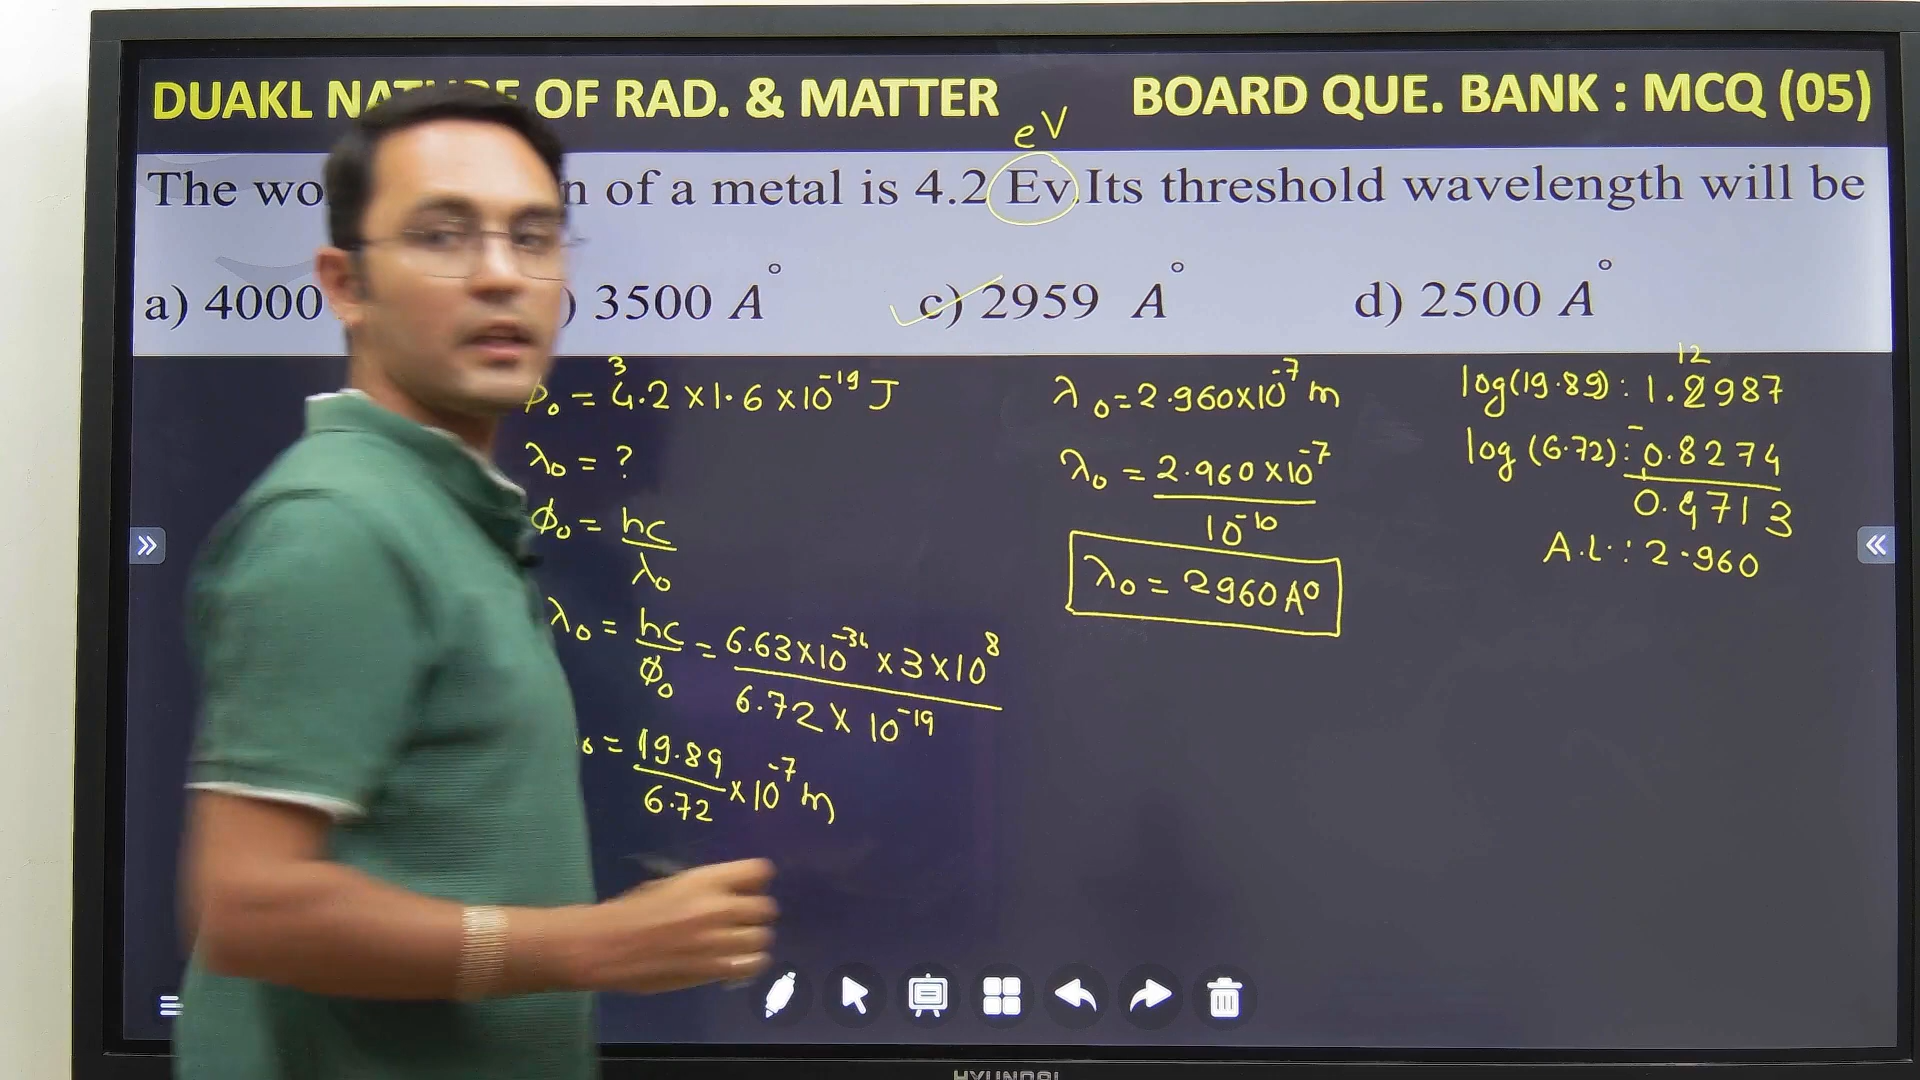 DUAKL NATURE OF RAD. & MATTER BOARD QUE. BANK : MCQ (05)
eV
The wo n of a metal is 4.2 Ev.Its threshold wavelength will be
a) 4000 ) 3500 A° c) 2959 A° d) 2500 A°
ϕ₀ = 4.2 × 1.6 × 10⁻¹⁹ J
3
λ₀ = ?
ϕ₀ = hc / λ₀
λ₀ = hc / ϕ₀ = 6.63×10⁻³⁴ × 3×10⁸ / 6.72 × 10⁻¹⁹
₀ = 19.89 / 6.72 × 10⁻⁷ m
λ₀ = 2.960×10⁻⁷ m
λ₀ = 2.960 ×10⁻⁷ / 10⁻¹⁰
λ₀ = 2960 A°
12
log(19.89) : 1.2987
log (6.72) : - 0.8274
0.4713
A.L. : 2.960
HYUNDAI